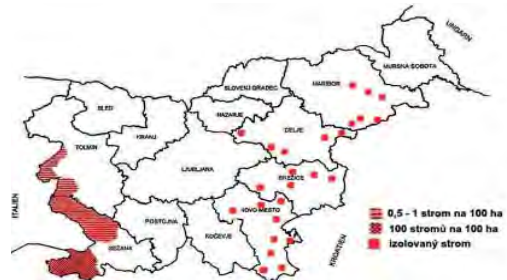 UNGARN
MURSKA SOBOTA
MARIBOR
SLOVENJ GRADEC
BLED
NAZARJE
CELJE
KRANJ
TOLMIN
LJUBLJANA
BREŽICE
ITALIEN
NOVO MESTO
POSTOJNA
KOČEVJE
SEŽANA
KROATIEN
0,5 - 1 strom na 100 ha
100 stromů na 100 ha
izolovaný strom